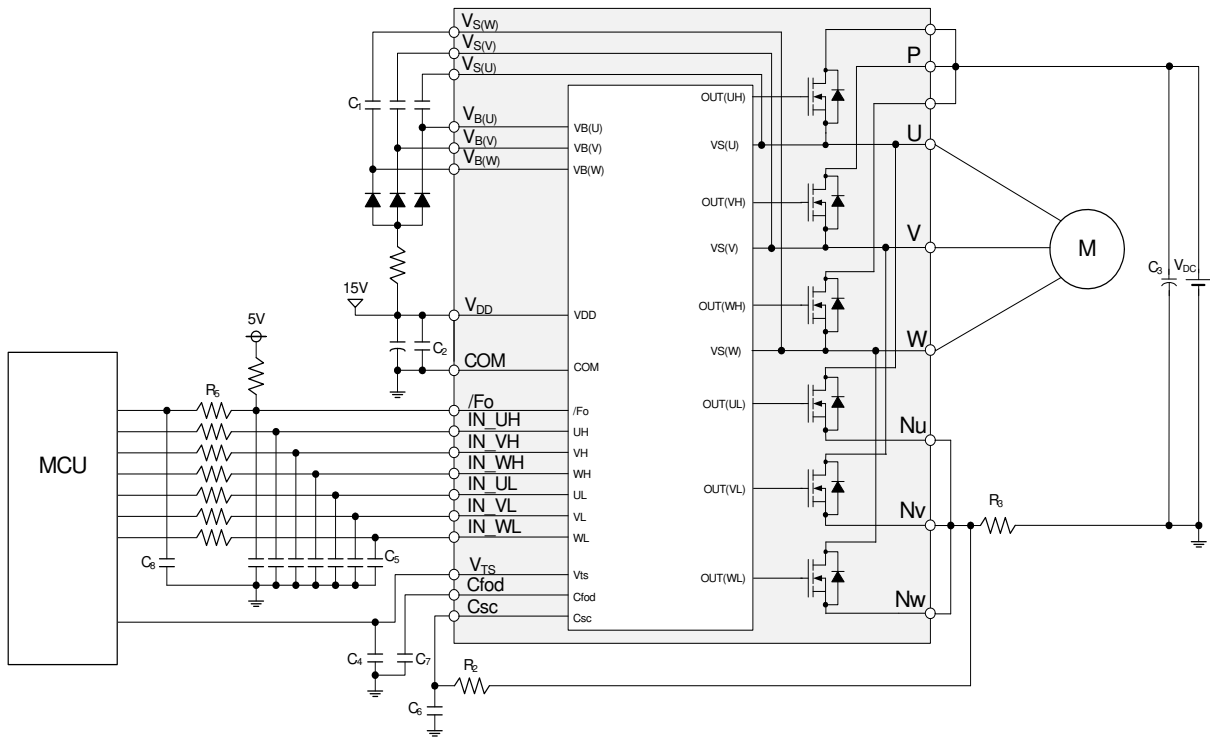 VS(W)
VS(V)
VS(U)
C1
VB(U)
VB(V)
VB(W)
VB(U)
VB(V)
VB(W)
15V
VDD
VDD
C2
COM
COM
5V
R5
/Fo
/Fo
IN_UH
UH
IN_VH
VH
IN_WH
WH
IN_UL
UL
IN_VL
VL
IN_WL
WL
MCU
C8
C5
VTS
Vts
Cfod
Cfod
Csc
Csc
C4
C7
R2
C6
OUT(UH)
VS(U)
OUT(VH)
VS(V)
OUT(WH)
VS(W)
OUT(UL)
OUT(VL)
OUT(WL)
P
U
V
W
Nu
Nv
Nw
M
C3
VDC
R3